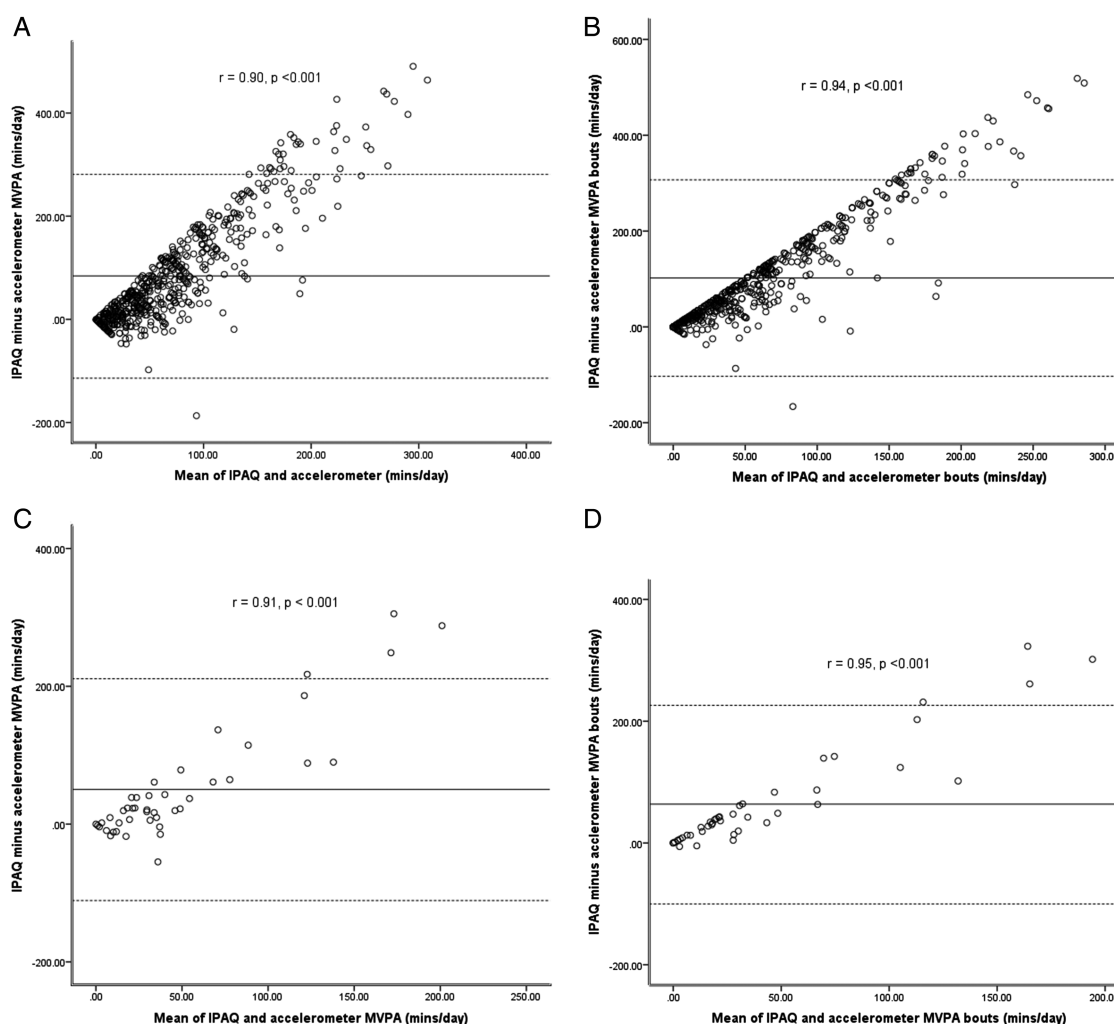 A
IPAQ minus accelerometer MVPA (mins/day)
r = 0.90, p <0.001
400.00
200.00
.00
-200.00
.00 100.00 200.00 300.00 400.00
Mean of IPAQ and accelerometer (mins/day)
B
IPAQ minus accelerometer MVPA bouts (mins/day)
r = 0.94, p <0.001
600.00
400.00
200.00
.00
-200.00
.00 50.00 100.00 150.00 200.00 250.00 300.0
Mean of IPAQ and accelerometer bouts (mins/day)
C
IPAQ minus accelerometer MVPA (mins/day)
r = 0.91, p < 0.001
400.00
200.00
.00
-200.00
.00 50.00 100.00 150.00 200.00 250.00
Mean of IPAQ and accelerometer MVPA (mins/day)
D
IPAQ minus acclerometer MVPA bouts (mins/day)
r = 0.95, p <0.001
400.00
200.00
.00
-200.00
.00 50.00 100.00 150.00 200.0
Mean of IPAQ and accelerometer MVPA bouts (mins/day)